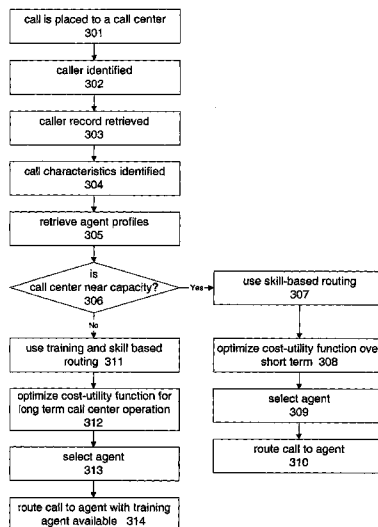 call is placed to a call center
301
caller identified
302
caller record retrieved
303
call characteristics identified
304
retrieve agent profiles
305
is
call center near capacity?
306
Yes
No
use skill-based routing
307
optimize cost-utility function over
short term 308
select agent
309
route call to agent
310
use training and skill based
routing 311
optimize cost-utility function for
long term call center operation
312
select agent
313
route call to agent with training
agent available 314